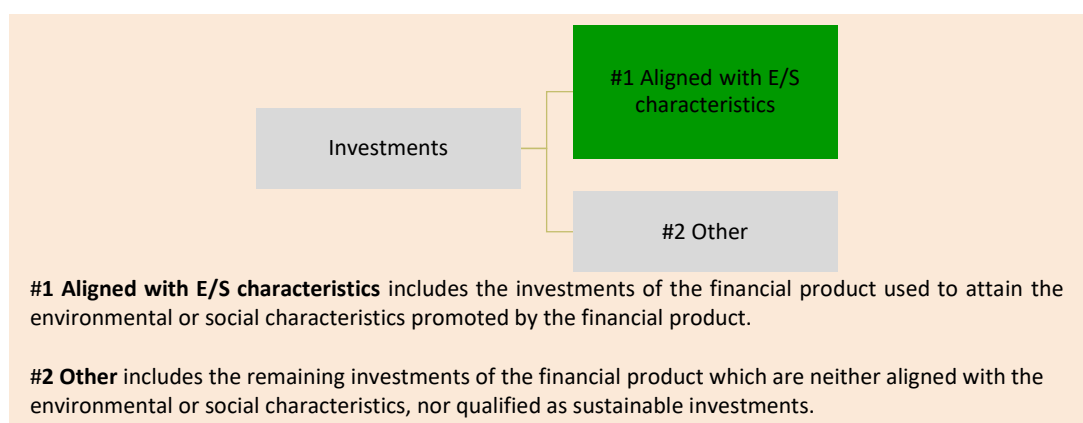 #1 Aligned with E/S
characteristics
Investments
#2 Other
#1 Aligned with E/S characteristics includes the investments of the financial product used to attain the
environmental or social characteristics promoted by the financial product.
#2 Other includes the remaining investments of the financial product which are neither aligned with the
environmental or social characteristics, nor qualified as sustainable investments.